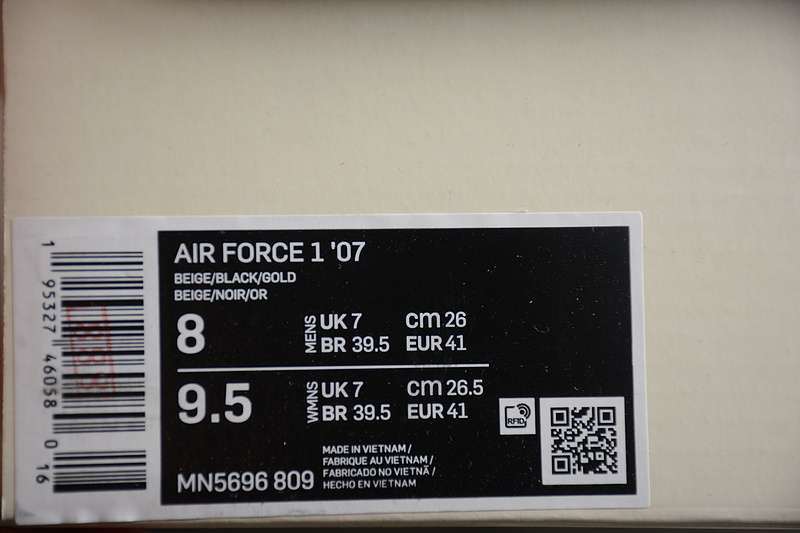 AIR FORCE 1 '07
BEIGE/BLACK/GOLD
BEIGE/NOIR/OR
8
MENS
UK 7 cm 26
BR 39.5 EUR 41
9.5
WMNS
UK 7 cm 26.5
BR 39.5 EUR 41
RFID
MN5696 809
MADE IN VIETNAM /
FABRIQUE AU VIETNAM /
FABRICADO NO VIETNÃ /
HECHO EN VIETNAM
1 95327 46058 0 16